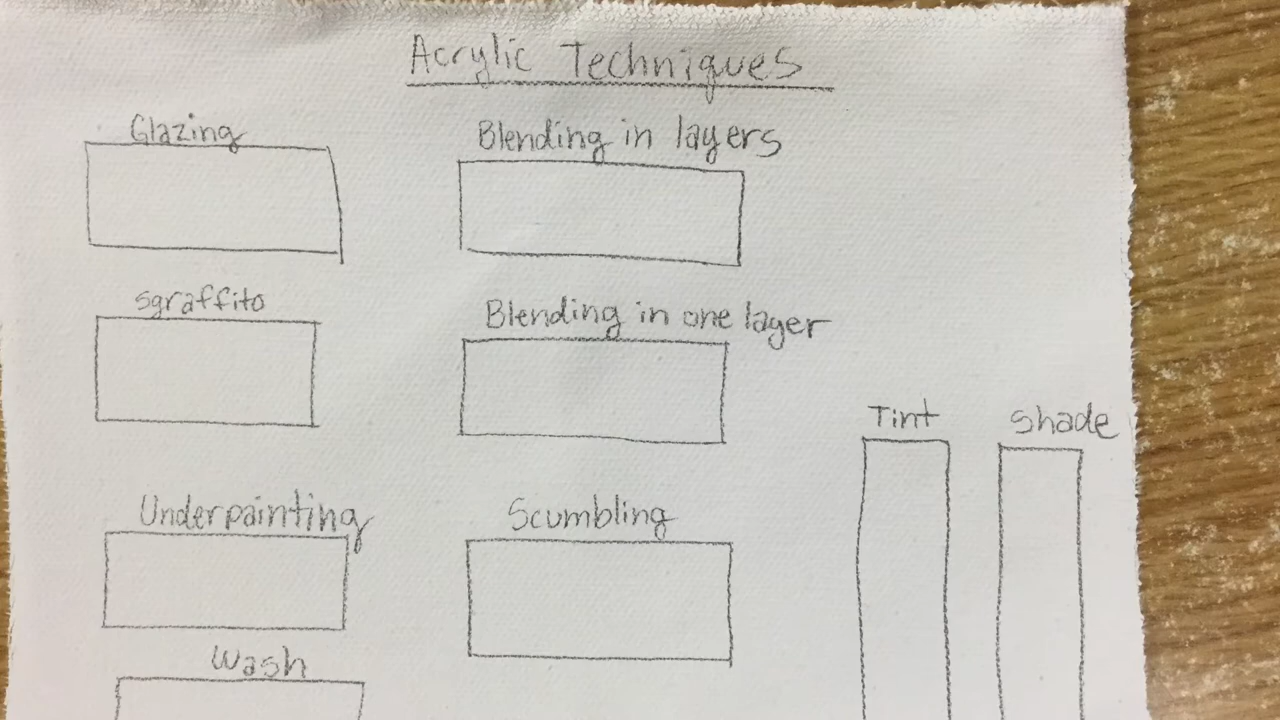 Acrylic Techniques
Glazing
Blending in layers
sgraffito
Blending in one layer
Tint
shade
Underpainting
Scumbling
Wash